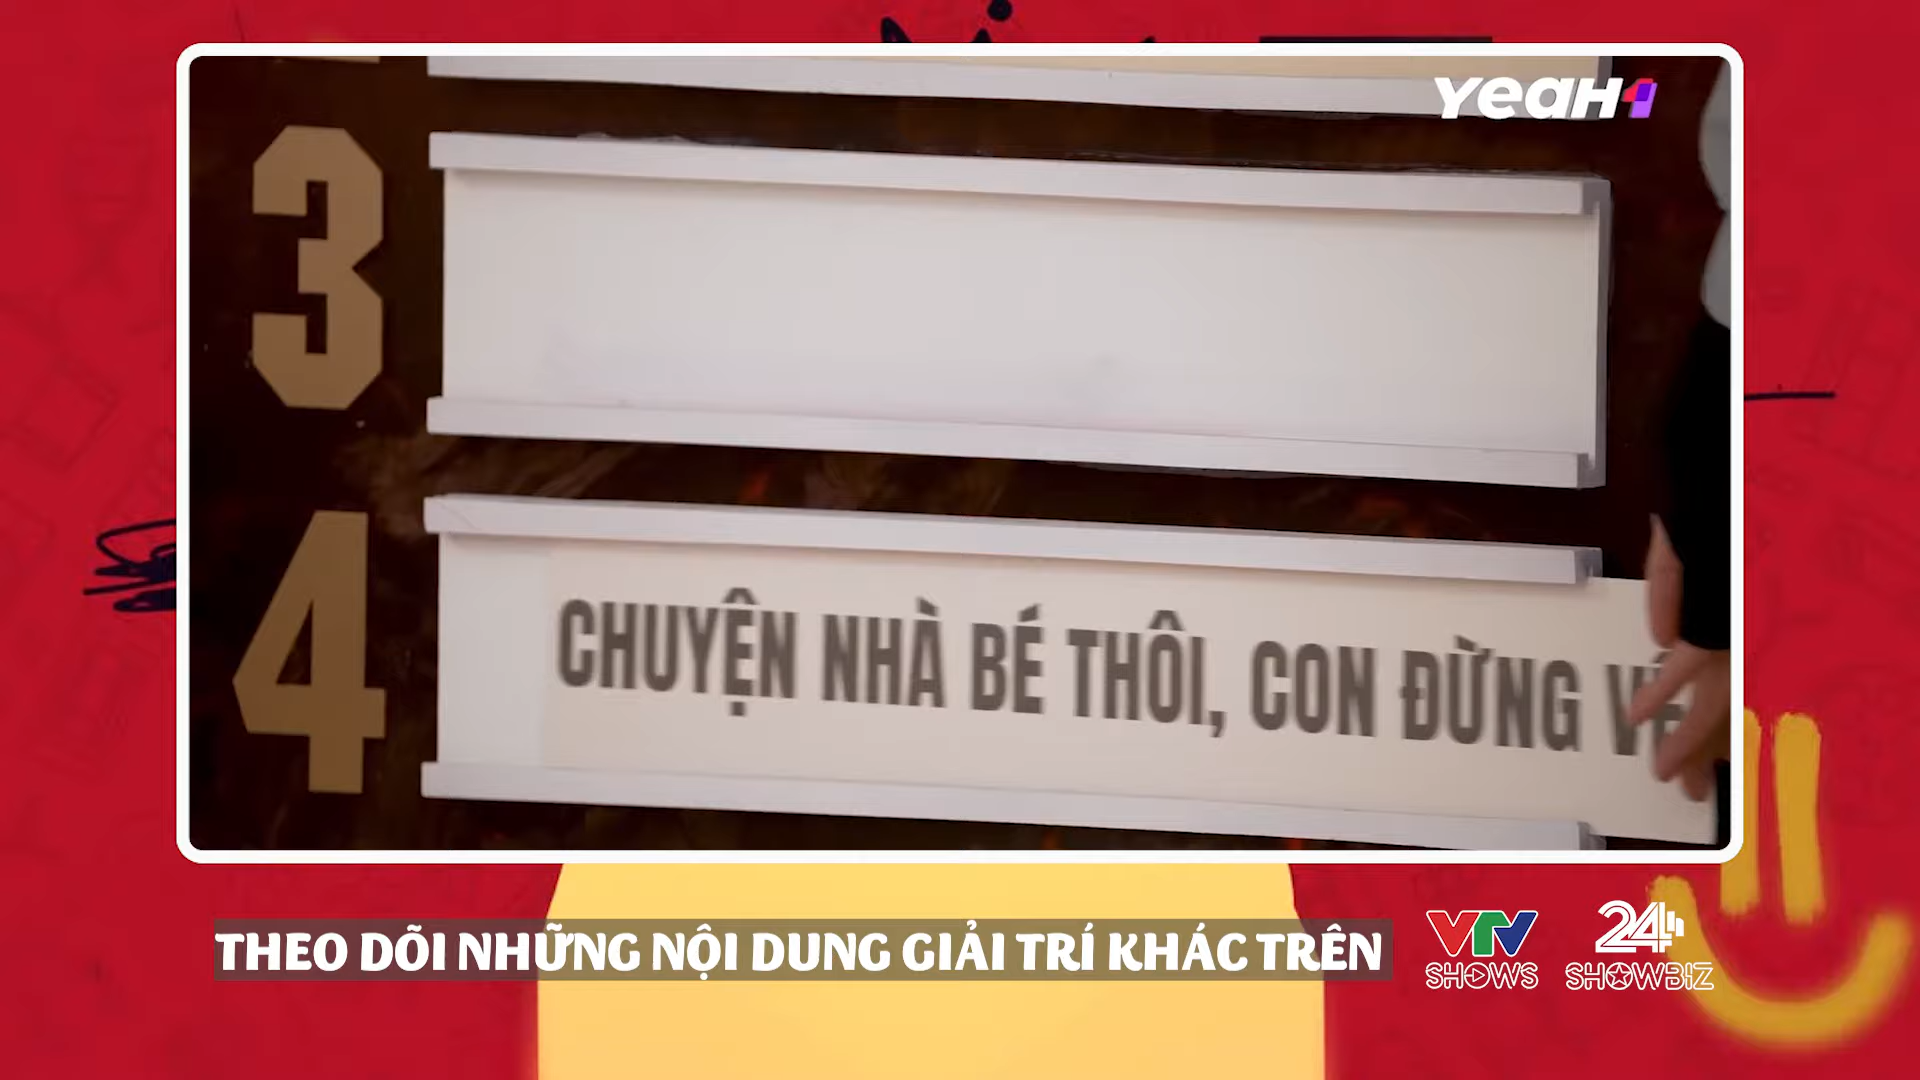 YEAH1
3
4
CHUYỆN NHÀ BÉ THÔI, CON ĐỪNG VỀ
THEO DÕI NHỮNG NỘI DUNG GIẢI TRÍ KHÁC TRÊN
VTV SHOWS
24H SHOWBIZ